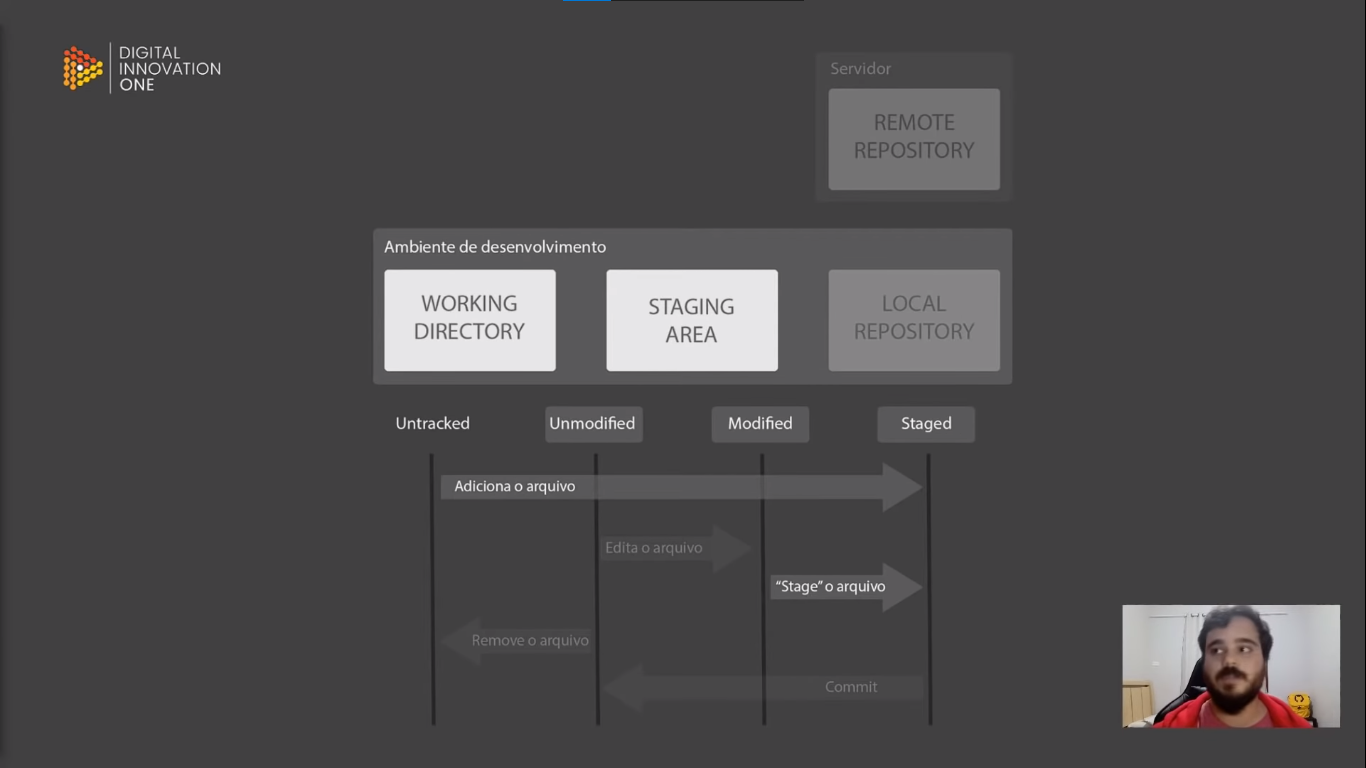 DIGITAL
INNOVATION
ONE
Servidor
REMOTE
REPOSITORY
Ambiente de desenvolvimento
WORKING
DIRECTORY
STAGING
AREA
LOCAL
REPOSITORY
Untracked
Unmodified
Modified
Staged
Adiciona o arquivo
Edita o arquivo
“Stage” o arquivo
Remove o arquivo
Commit